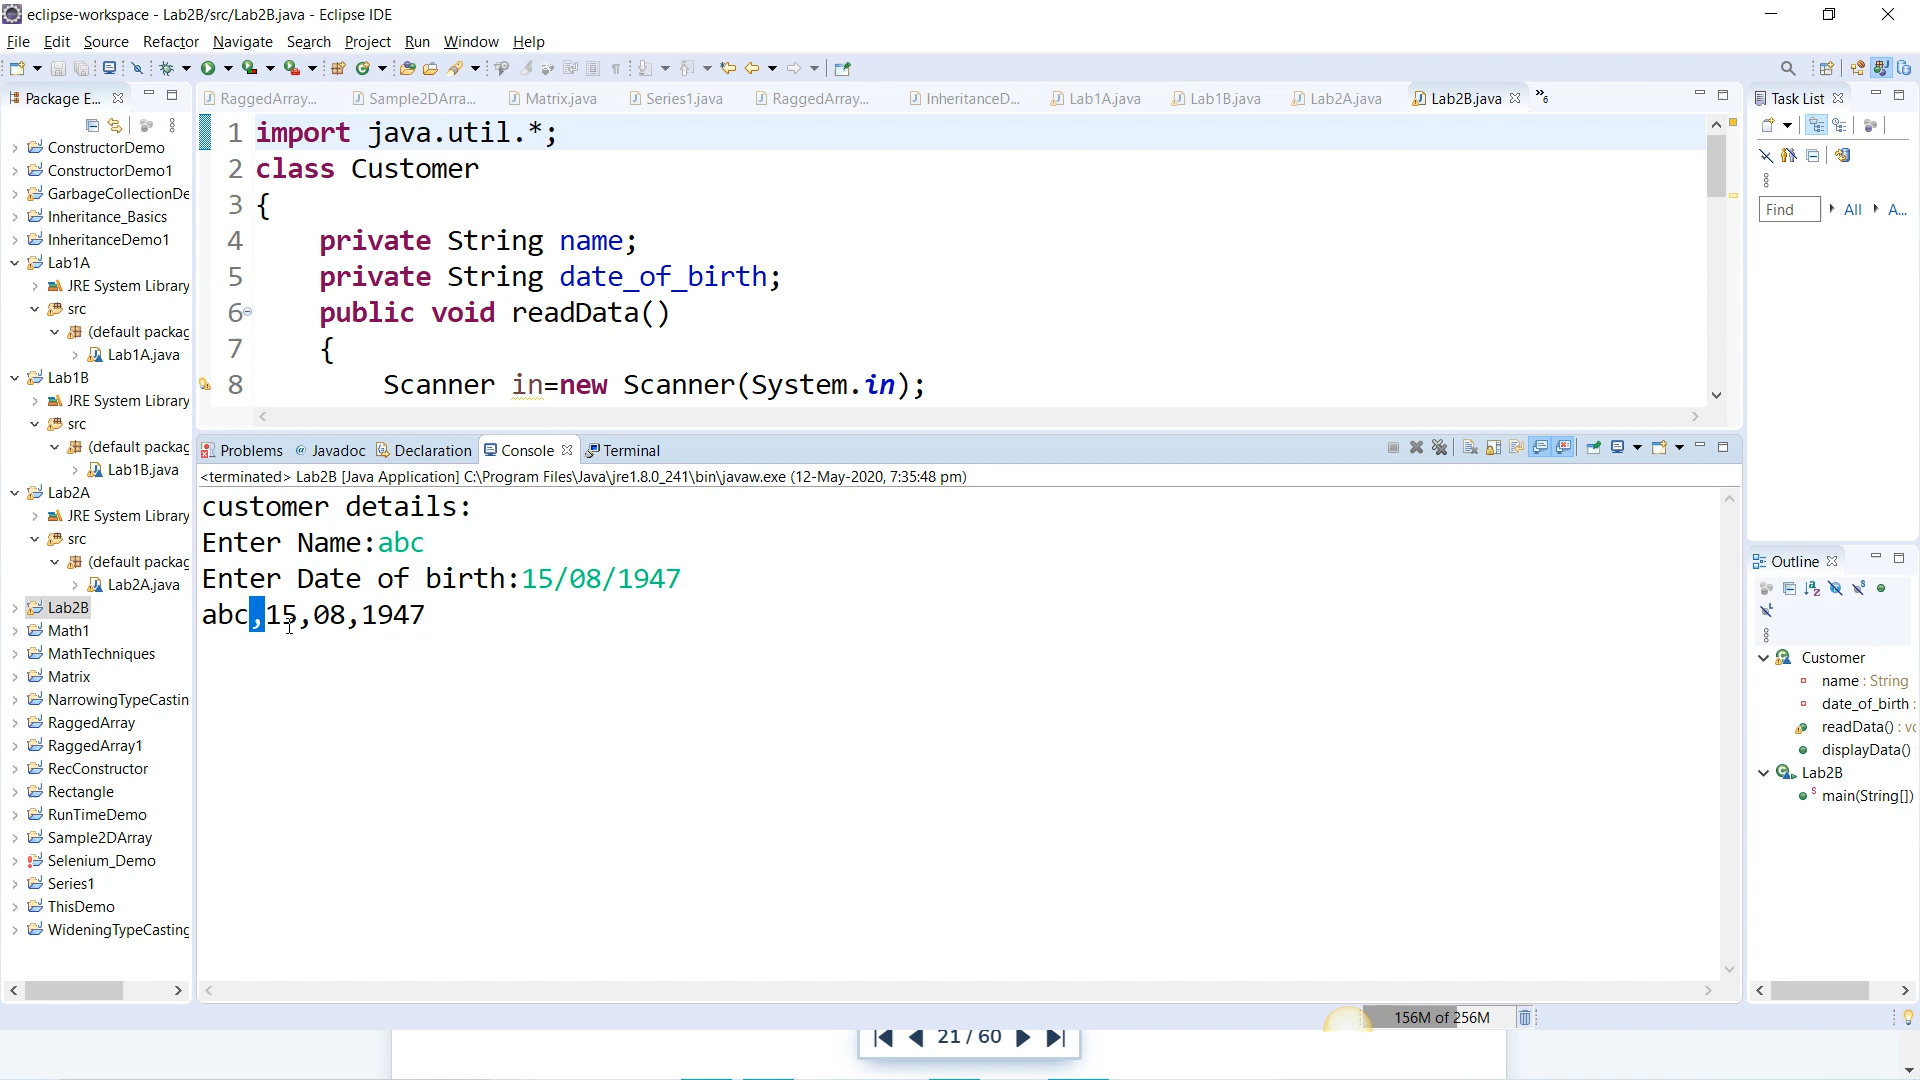 eclipse-workspace - Lab2B/src/Lab2B.java - Eclipse IDE
File Edit Source Refactor Navigate Search Project Run Window Help
Package E...
RaggedArray... Sample2DArra... Matrix.java Series1.java RaggedArray... InheritanceD... Lab1A.java Lab1B.java Lab2A.java Lab2B.java »6
Task List
ConstructorDemo
ConstructorDemo1
GarbageCollectionDe
Inheritance_Basics
InheritanceDemo1
Lab1A
JRE System Library
src
(default packag
Lab1A.java
Lab1B
JRE System Library
src
(default packag
Lab1B.java
Lab2A
JRE System Library
src
(default packag
Lab2A.java
Lab2B
Math1
MathTechniques
Matrix
NarrowingTypeCastin
RaggedArray
RaggedArray1
RecConstructor
Rectangle
RunTimeDemo
Sample2DArray
Selenium_Demo
Series1
ThisDemo
WideningTypeCasting
1 import java.util.*;
2 class Customer
3 {
4 private String name;
5 private String date_of_birth;
6 public void readData()
7 {
8 Scanner in=new Scanner(System.in);
Problems @ Javadoc Declaration Console Terminal
<terminated> Lab2B [Java Application] C:\Program Files\Java\jre1.8.0_241\bin\javaw.exe (12-May-2020, 7:35:48 pm)
customer details:
Enter Name:abc
Enter Date of birth:15/08/1947
abc,15,08,1947
Find All A...
Outline
Customer
name : String
date_of_birth :
readData() : vo
displayData()
Lab2B
main(String[])
156M of 256M
21 / 60